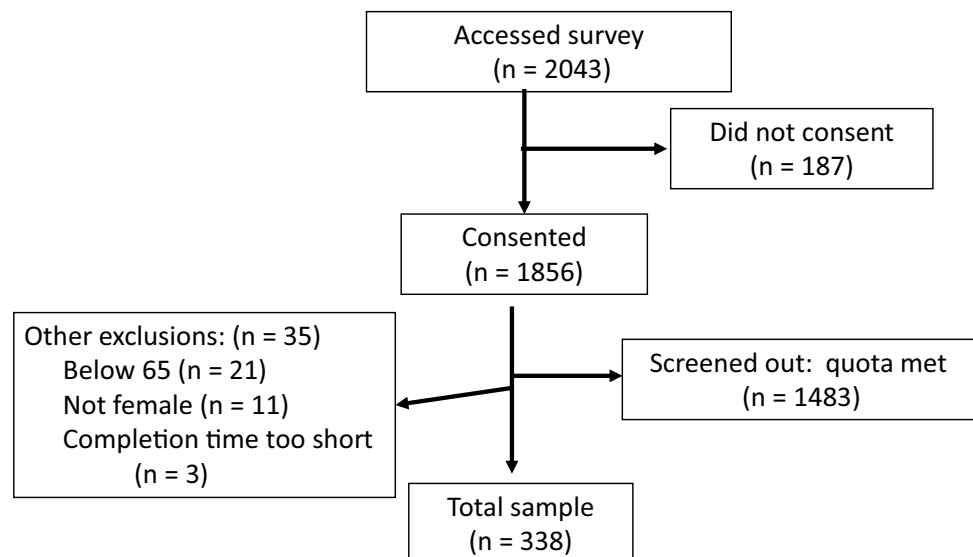 Accessed survey
(n = 2043)
Did not consent
(n = 187)
Consented
(n = 1856)
Other exclusions: (n = 35)
Below 65 (n = 21)
Not female (n = 11)
Completion time too short
(n = 3)
Screened out:  quota met
(n = 1483)
Total sample
(n = 338)